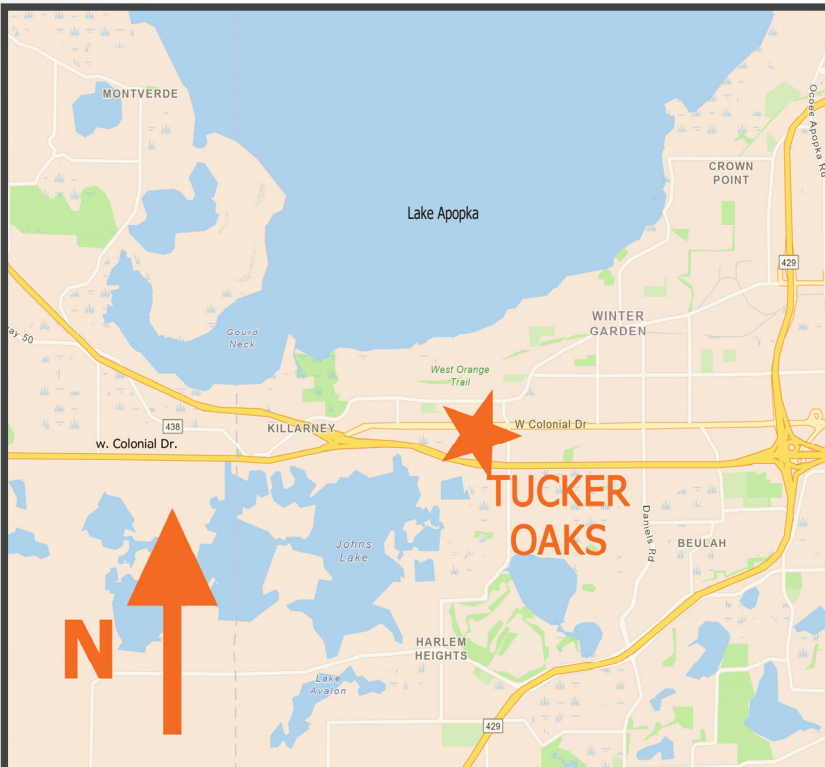 MONTVERDE
Ocoee Apopka Rd
CROWN
POINT
Lake Apopka
429
WINTER
GARDEN
Gourd
Neck
ay 50
West Orange
Trail
438
KILLARNEY
W Colonial Dr
w. Colonial Dr.
TUCKER
OAKS
Johns
Lake
Daniels Rd
BEULAH
N
HARLEM
HEIGHTS
Lake
Avalon
429